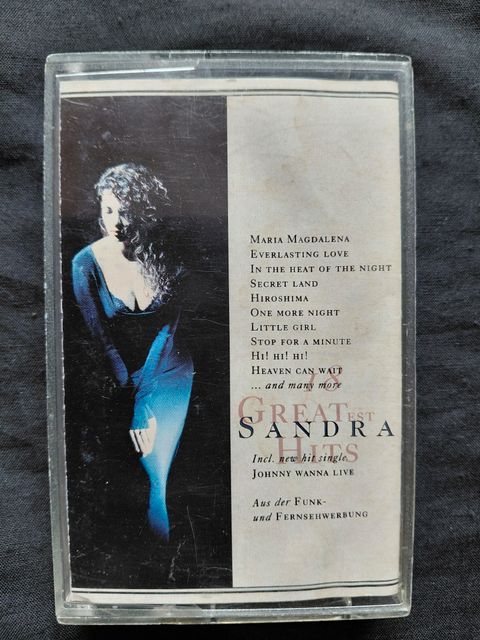 MARIA MAGDALENA
EVERLASTING LOVE
IN THE HEAT OF THE NIGHT
SECRET LAND
HIROSHIMA
ONE MORE NIGHT
LITTLE GIRL
STOP FOR A MINUTE
HI! HI! HI!
HEAVEN CAN WAIT
... and many more
18
GREATEST
SANDRA
HITS
Incl. new hit single
JOHNNY WANNA LIVE
Aus der FUNK-
und FERNSEHWERBUNG